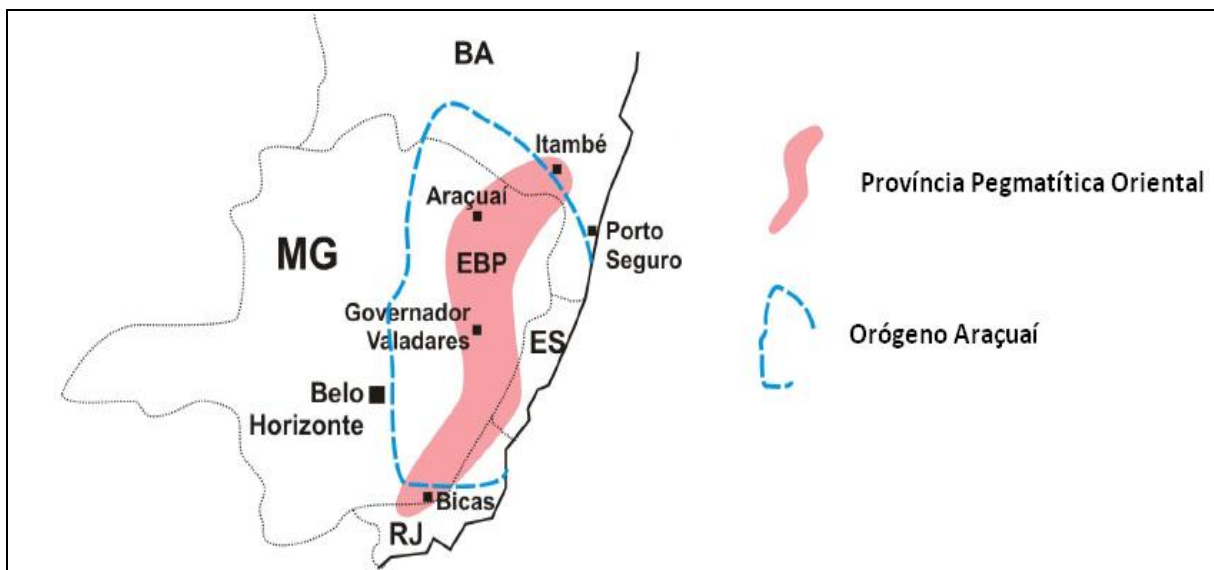 BA
Itambé
Araçuaí
Porto
Seguro
MG
EBP
Governador
Valadares
ES
Belo
Horizonte
Bicas
RJ
Província Pegmatítica Oriental
Orógeno Araçuaí